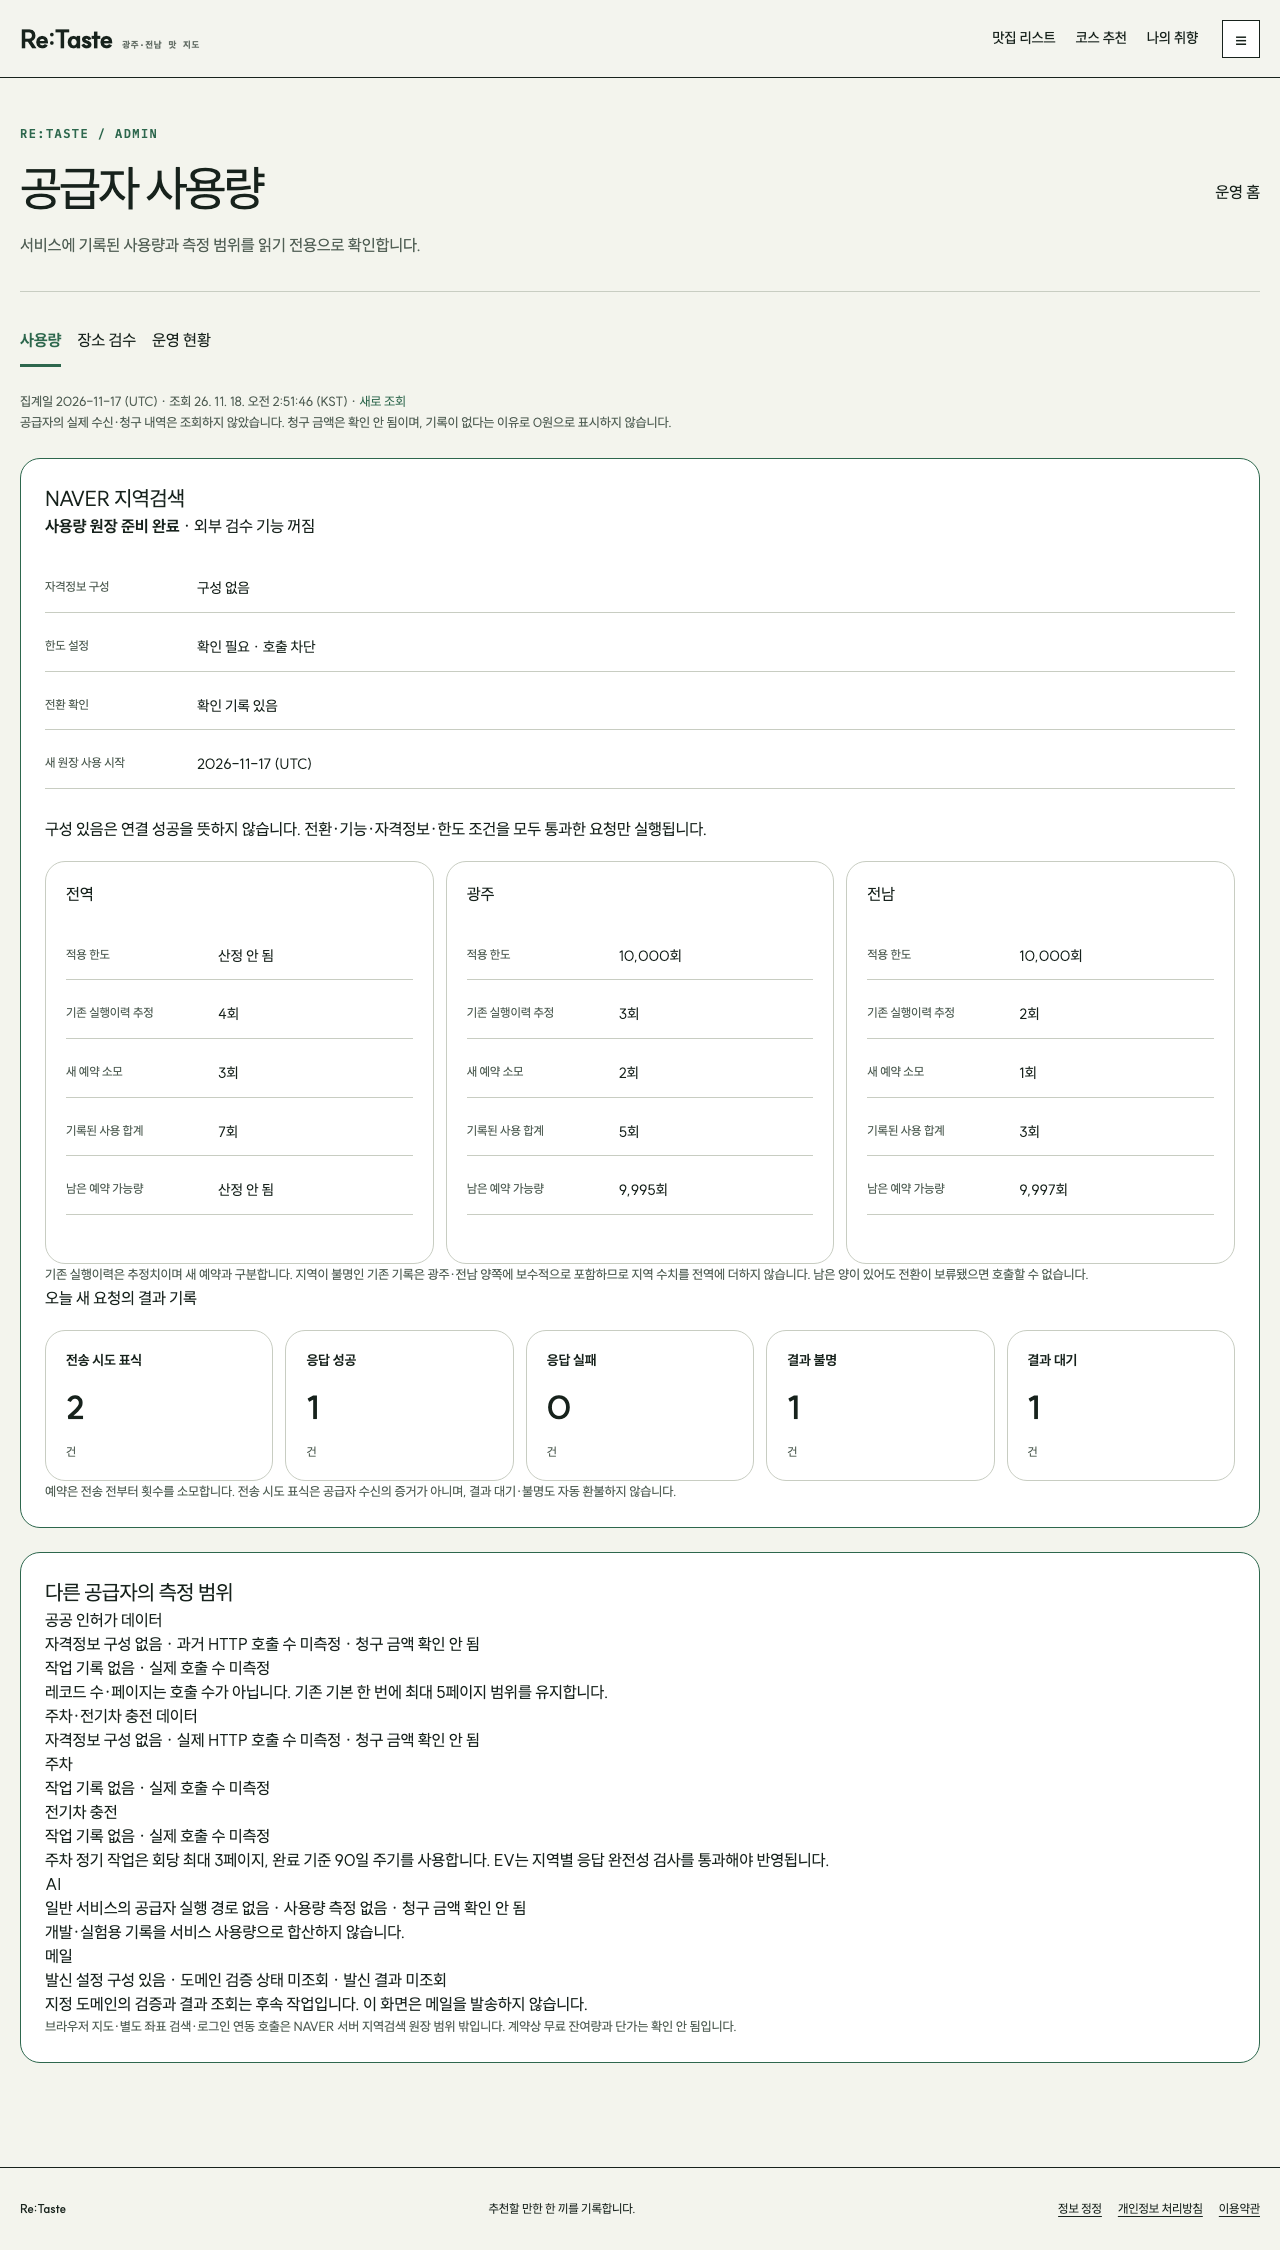 Re:Taste 광주·전남 맛 지도
맛집 리스트 코스 추천 나의 취향
RE:TASTE / ADMIN
공급자 사용량
운영 홈
서비스에 기록된 사용량과 측정 범위를 읽기 전용으로 확인합니다.
사용량 장소 검수 운영 현황
집계일 2026-11-17 (UTC) · 조회 26. 11. 18. 오전 2:51:46 (KST) · 새로 조회
공급자의 실제 수신·청구 내역은 조회하지 않았습니다. 청구 금액은 확인 안 됨이며, 기록이 없다는 이유로 0원으로 표시하지 않습니다.
NAVER 지역검색
사용량 원장 준비 완료 · 외부 검수 기능 꺼짐
자격정보 구성 구성 없음
한도 설정 확인 필요 · 호출 차단
전환 확인 확인 기록 있음
새 원장 사용 시작 2026-11-17 (UTC)
구성 있음은 연결 성공을 뜻하지 않습니다. 전환·기능·자격정보·한도 조건을 모두 통과한 요청만 실행됩니다.
전역
적용 한도 산정 안 됨
기존 실행이력 추정 4회
새 예약 소모 3회
기록된 사용 합계 7회
남은 예약 가능량 산정 안 됨
광주
적용 한도 10,000회
기존 실행이력 추정 3회
새 예약 소모 2회
기록된 사용 합계 5회
남은 예약 가능량 9,995회
전남
적용 한도 10,000회
기존 실행이력 추정 2회
새 예약 소모 1회
기록된 사용 합계 3회
남은 예약 가능량 9,997회
기존 실행이력은 추정치이며 새 예약과 구분합니다. 지역이 불명인 기존 기록은 광주·전남 양쪽에 보수적으로 포함하므로 지역 수치를 전역에 더하지 않습니다. 남은 양이 있어도 전환이 보류됐으면 호출할 수 없습니다.
오늘 새 요청의 결과 기록
전송 시도 표식
2
건
응답 성공
1
건
응답 실패
0
건
결과 불명
1
건
결과 대기
1
건
예약은 전송 전부터 횟수를 소모합니다. 전송 시도 표식은 공급자 수신의 증거가 아니며, 결과 대기·불명도 자동 환불하지 않습니다.
다른 공급자의 측정 범위
공공 인허가 데이터
자격정보 구성 없음 · 과거 HTTP 호출 수 미측정 · 청구 금액 확인 안 됨
작업 기록 없음 · 실제 호출 수 미측정
레코드 수·페이지는 호출 수가 아닙니다. 기존 기본 한 번에 최대 5페이지 범위를 유지합니다.
주차·전기차 충전 데이터
자격정보 구성 없음 · 실제 HTTP 호출 수 미측정 · 청구 금액 확인 안 됨
주차
작업 기록 없음 · 실제 호출 수 미측정
전기차 충전
작업 기록 없음 · 실제 호출 수 미측정
주차 정기 작업은 회당 최대 3페이지, 완료 기준 90일 주기를 사용합니다. EV는 지역별 응답 완전성 검사를 통과해야 반영됩니다.
AI
일반 서비스의 공급자 실행 경로 없음 · 사용량 측정 없음 · 청구 금액 확인 안 됨
개발·실험용 기록을 서비스 사용량으로 합산하지 않습니다.
메일
발신 설정 구성 있음 · 도메인 검증 상태 미조회 · 발신 결과 미조회
지정 도메인의 검증과 결과 조회는 후속 작업입니다. 이 화면은 메일을 발송하지 않습니다.
브라우저 지도·별도 좌표 검색·로그인 연동 호출은 NAVER 서버 지역검색 원장 범위 밖입니다. 계약상 무료 잔여량과 단가는 확인 안 됨입니다.
Re:Taste
추천할 만한 한 끼를 기록합니다.
정보 정정 개인정보 처리방침 이용약관